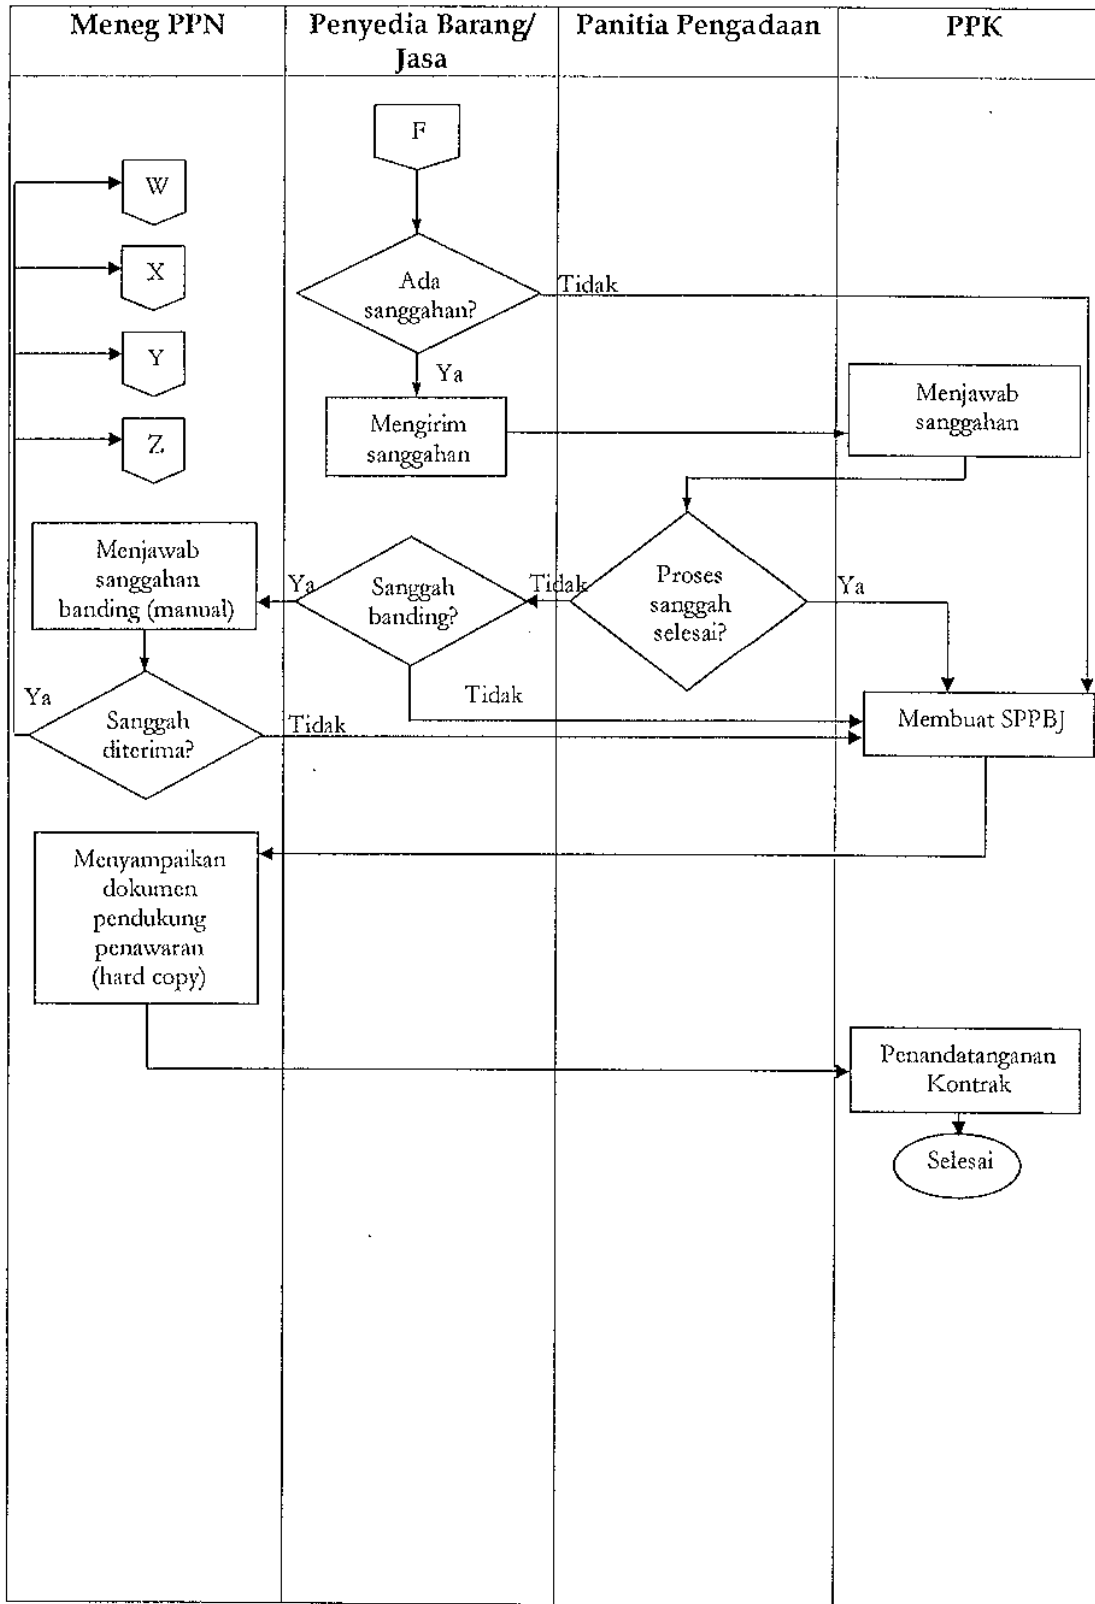 Meneg PPN
Penyedia Barang/
Jasa
Panitia Pengadaan
PPK
F
W
X
Y
Z
Ada
sanggahan?
Tidak
Ya
Mengirim
sanggahan
Menjawab
sanggahan
Proses
sanggah
selesai?
Ya
Tidak
Sanggah
banding?
Ya
Tidak
Menjawab
sanggahan
banding (manual)
Sanggah
diterima?
Ya
Tidak
Membuat SPPBJ
Menyampaikan
dokumen
pendukung
penawaran
(hard copy)
Penandatanganan
Kontrak
Selesai